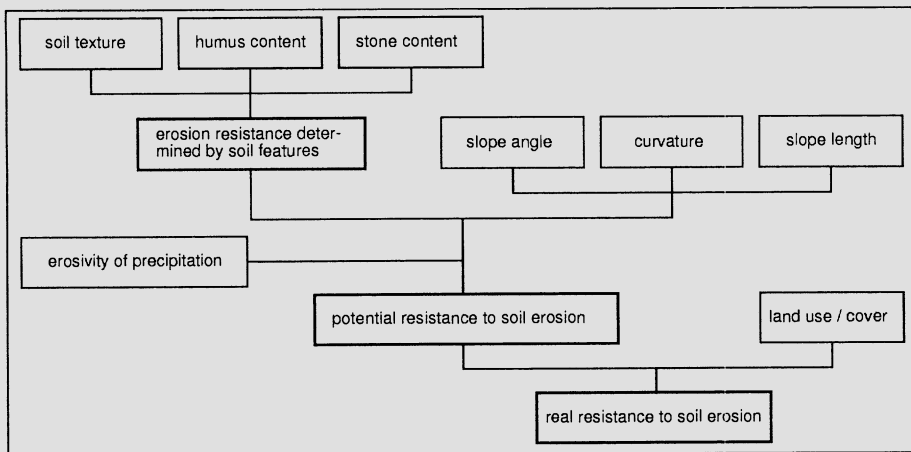 soil texture
humus content
stone content
erosion resistance deter-
mined by soil features
slope angle
curvature
slope length
erosivity of precipitation
potential resistance to soil erosion
land use / cover
real resistance to soil erosion